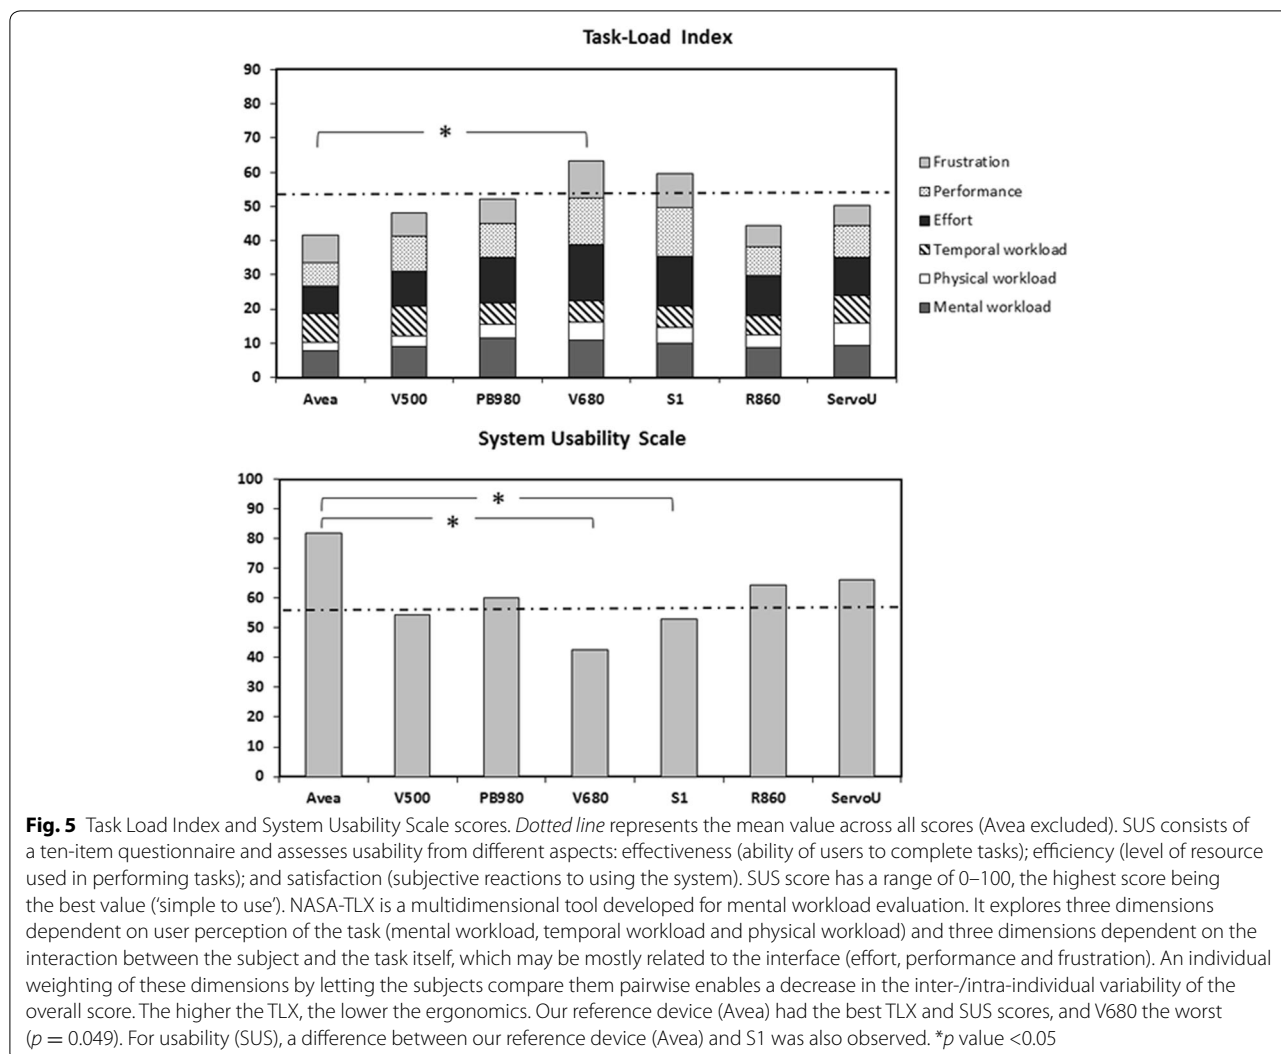 Task-Load Index
90
80
70
60
50
40
30
20
10
0
*
Frustration
Performance
Effort
Temporal workload
Physical workload
Mental workload
Avea V500 PB980 V680 S1 R860 ServoU
System Usability Scale
100
90
80
70
60
50
40
30
20
10
0
*
*
Avea V500 PB980 V680 S1 R860 ServoU
Fig. 5 Task Load Index and System Usability Scale scores. Dotted line represents the mean value across all scores (Avea excluded). SUS consists of
a ten-item questionnaire and assesses usability from different aspects: effectiveness (ability of users to complete tasks); efficiency (level of resource
used in performing tasks); and satisfaction (subjective reactions to using the system). SUS score has a range of 0–100, the highest score being
the best value (‘simple to use’). NASA-TLX is a multidimensional tool developed for mental workload evaluation. It explores three dimensions
dependent on user perception of the task (mental workload, temporal workload and physical workload) and three dimensions dependent on the
interaction between the subject and the task itself, which may be mostly related to the interface (effort, performance and frustration). An individual
weighting of these dimensions by letting the subjects compare them pairwise enables a decrease in the inter-/intra-individual variability of the
overall score. The higher the TLX, the lower the ergonomics. Our reference device (Avea) had the best TLX and SUS scores, and V680 the worst
(p = 0.049). For usability (SUS), a difference between our reference device (Avea) and S1 was also observed. *p value <0.05